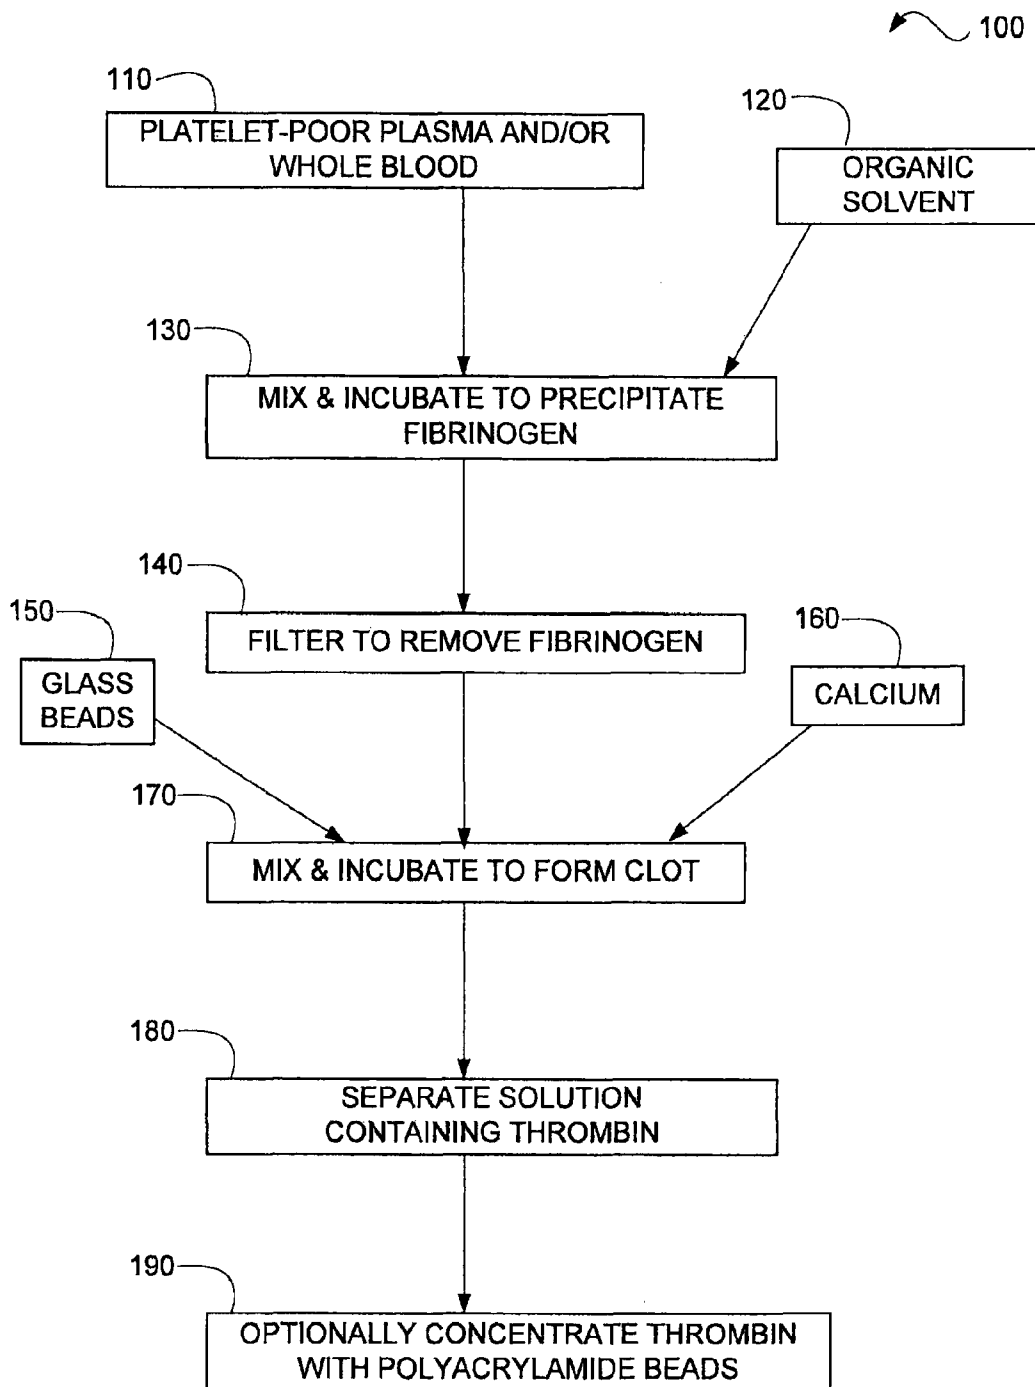 100
110
PLATELET-POOR PLASMA AND/OR
WHOLE BLOOD
120
ORGANIC
SOLVENT
130
MIX & INCUBATE TO PRECIPITATE
FIBRINOGEN
140
FILTER TO REMOVE FIBRINOGEN
150
GLASS
BEADS
160
CALCIUM
170
MIX & INCUBATE TO FORM CLOT
180
SEPARATE SOLUTION
CONTAINING THROMBIN
190
OPTIONALLY CONCENTRATE THROMBIN
WITH POLYACRYLAMIDE BEADS